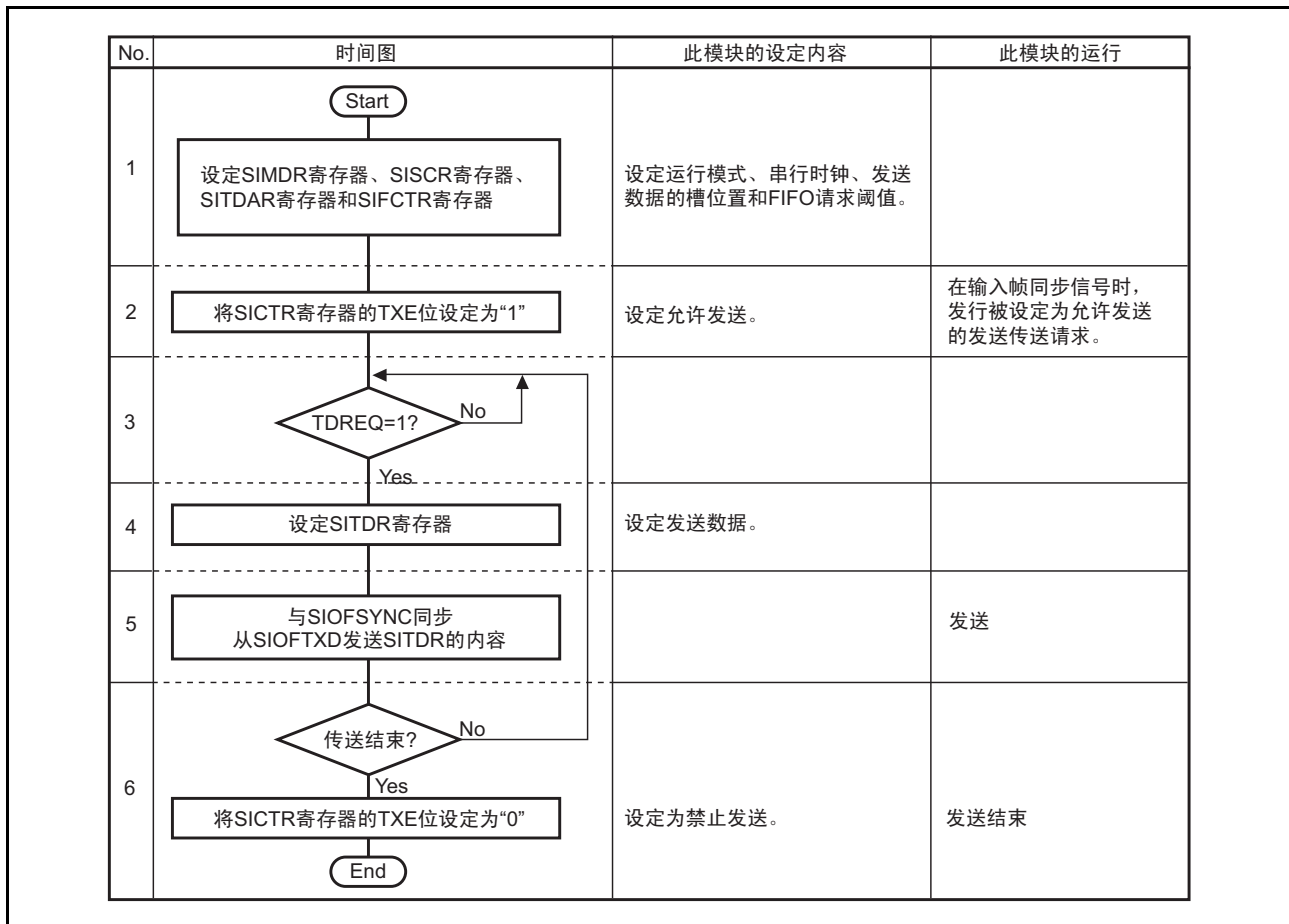 No.
时间图
此模块的设定内容
此模块的运行
1
Start
设定SIMDR寄存器、SISCR寄存器、
SITDAR寄存器和SIFCTR寄存器
设定运行模式、串行时钟、发送
数据的槽位置和FIFO请求阈值。
2
将SICTR寄存器的TXE位设定为“1”
设定允许发送。
在输入帧同步信号时，
发行被设定为允许发送
的发送传送请求。
3
TDREQ=1?
No
Yes
4
设定SITDR寄存器
设定发送数据。
5
与SIOFSYNC同步
从SIOFTXD发送SITDR的内容
发送
6
传送结束?
No
Yes
将SICTR寄存器的TXE位设定为“0”
设定为禁止发送。
发送结束
End